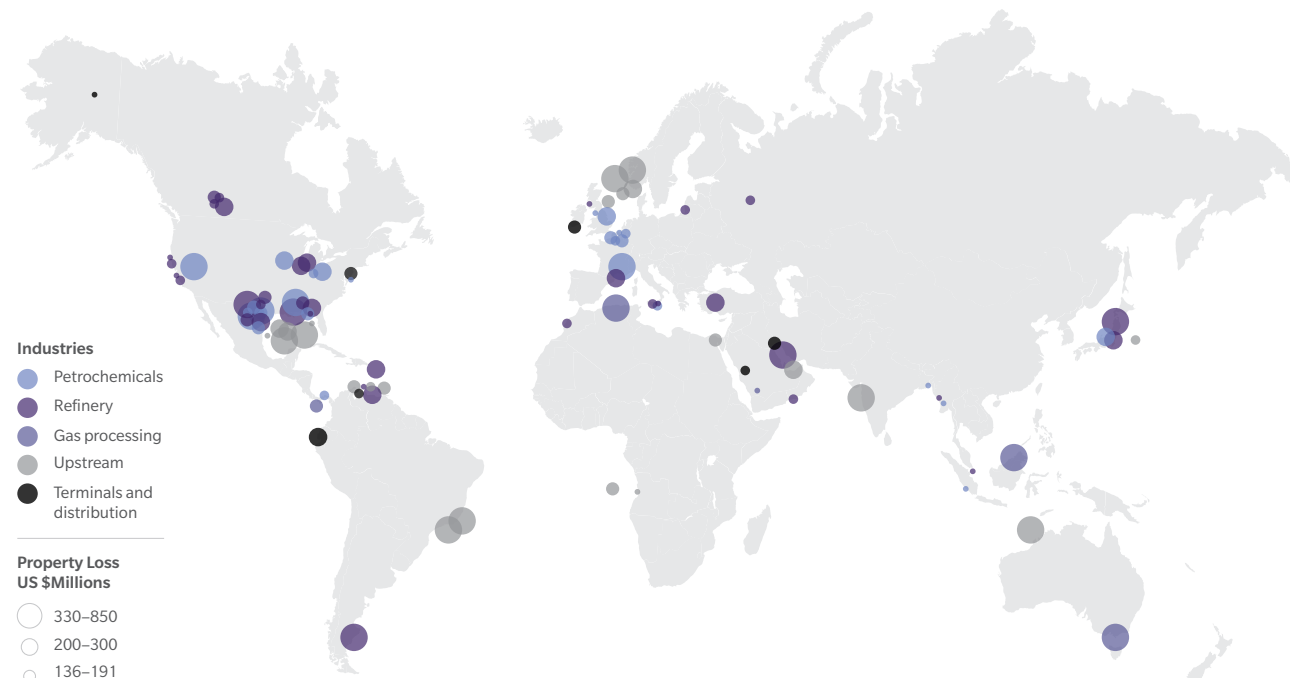 Industries
Petrochemicals
Refinery
Gas processing
Upstream
Terminals and
distribution
Property Loss
US $Millions
330–850
200–300
136–191